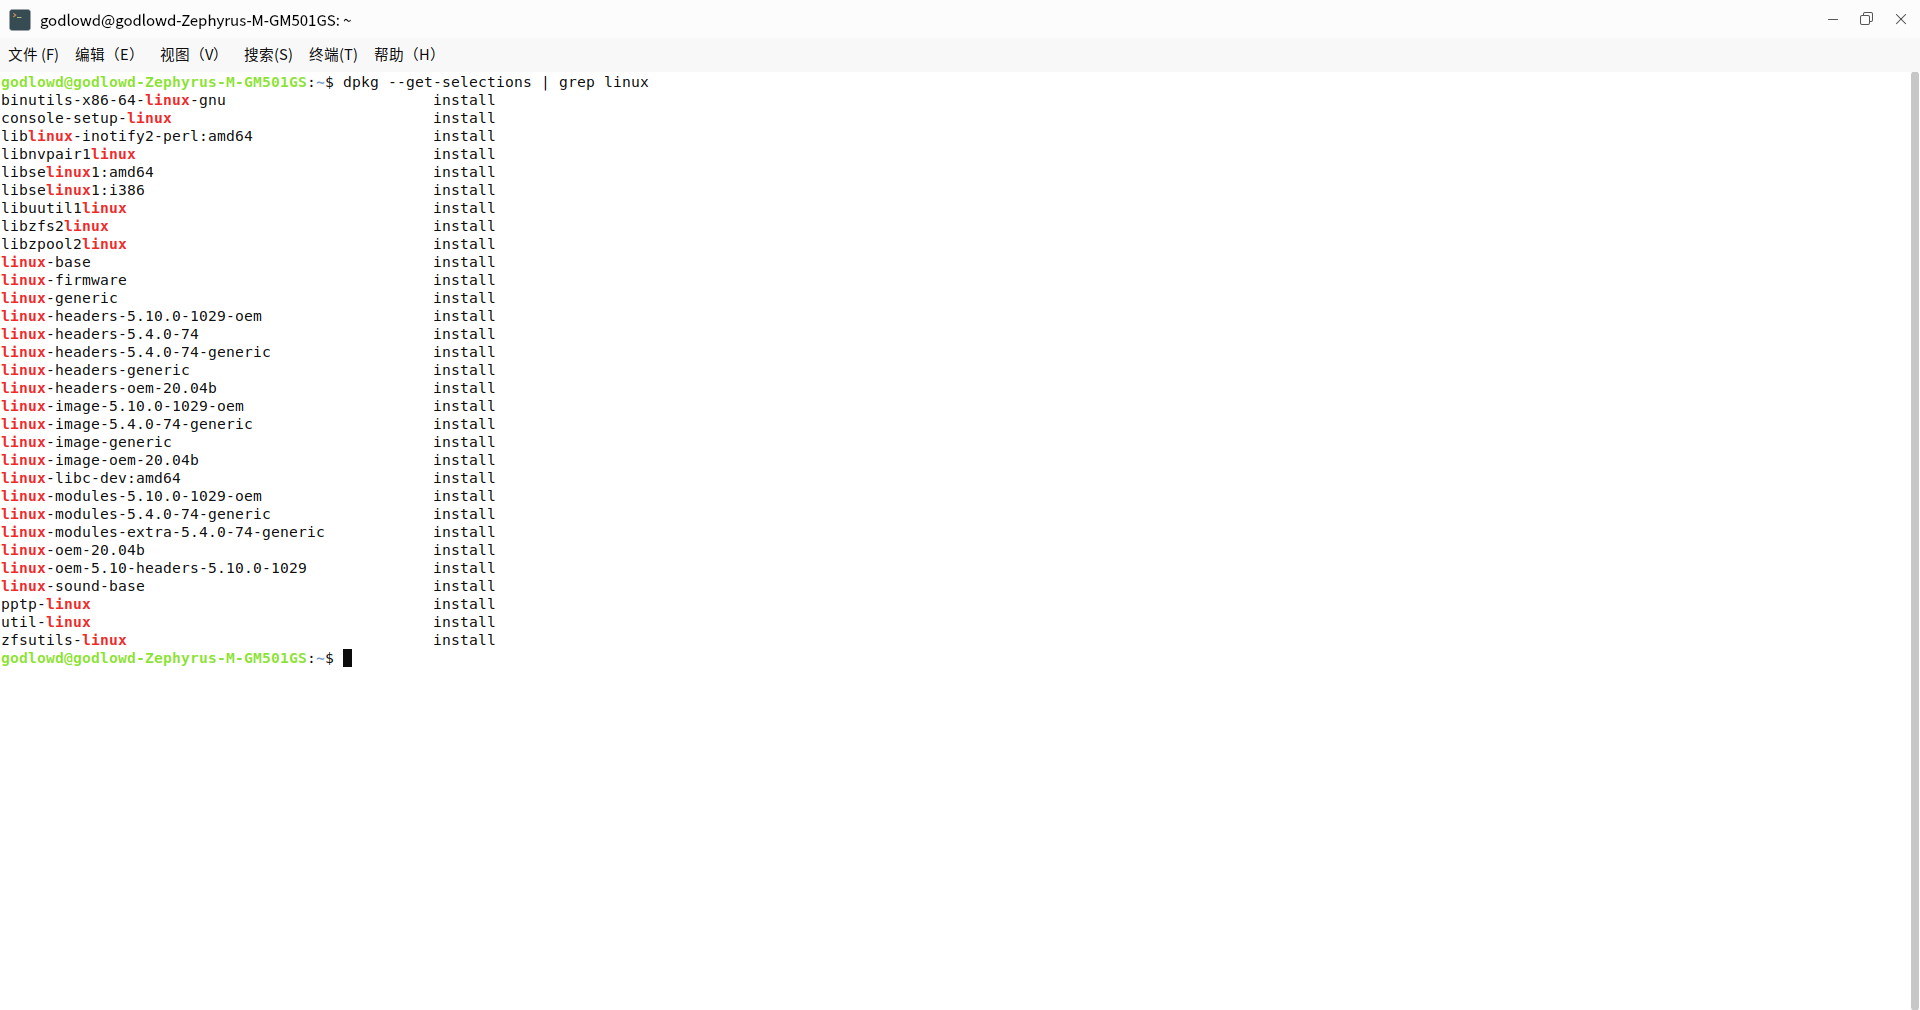 godlowd@godlowd-Zephyrus-M-GM501GS: ~
文件 (F) 编辑（E） 视图（V） 搜索(S) 终端(T) 帮助（H）
godlowd@godlowd-Zephyrus-M-GM501GS:~$ dpkg --get-selections | grep linux
binutils-x86-64-linux-gnu install
console-setup-linux install
liblinux-inotify2-perl:amd64 install
libnvpair1linux install
libselinux1:amd64 install
libselinux1:i386 install
libuutil1linux install
libzfs2linux install
libzpool2linux install
linux-base install
linux-firmware install
linux-generic install
linux-headers-5.10.0-1029-oem install
linux-headers-5.4.0-74 install
linux-headers-5.4.0-74-generic install
linux-headers-generic install
linux-headers-oem-20.04b install
linux-image-5.10.0-1029-oem install
linux-image-5.4.0-74-generic install
linux-image-generic install
linux-image-oem-20.04b install
linux-libc-dev:amd64 install
linux-modules-5.10.0-1029-oem install
linux-modules-5.4.0-74-generic install
linux-modules-extra-5.4.0-74-generic install
linux-oem-20.04b install
linux-oem-5.10-headers-5.10.0-1029 install
linux-sound-base install
pptp-linux install
util-linux install
zfsutils-linux install
godlowd@godlowd-Zephyrus-M-GM501GS:~$